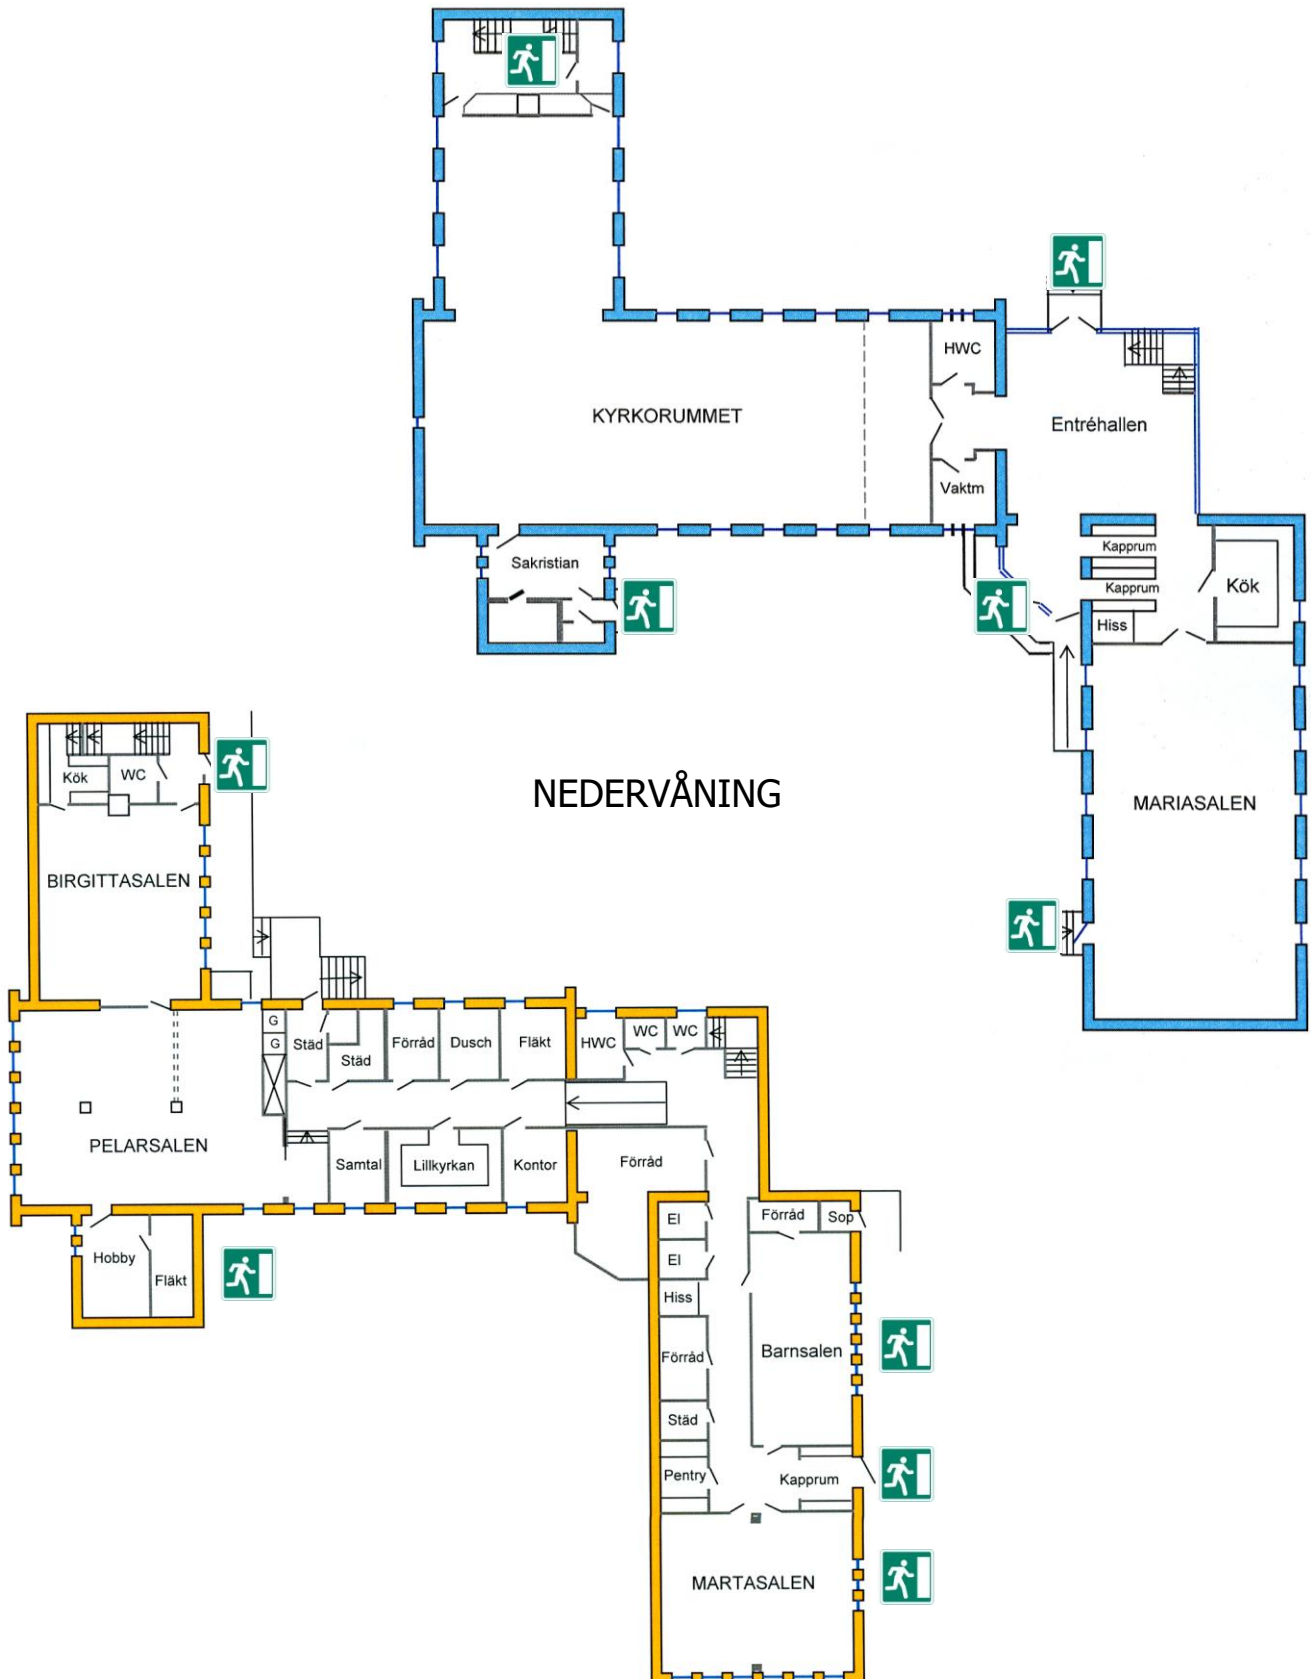 HWC
KYRKORUMMET
Entréhallen
Vaktm
Kapprum
Sakristian
Kök
Kapprum
Hiss
NEDERVÅNING
Kök
WC
MARIASALEN
BIRGITTASALEN
G
G
Städ
Städ
Förråd
Dusch
Fläkt
HWC
WC
WC
PELARSALEN
Samtal
Lillkyrkan
Kontor
Förråd
El
Förråd
Sop
Hobby
El
Fläkt
Hiss
Förråd
Barnsalen
Städ
Pentry
Kapprum
MARTASALEN